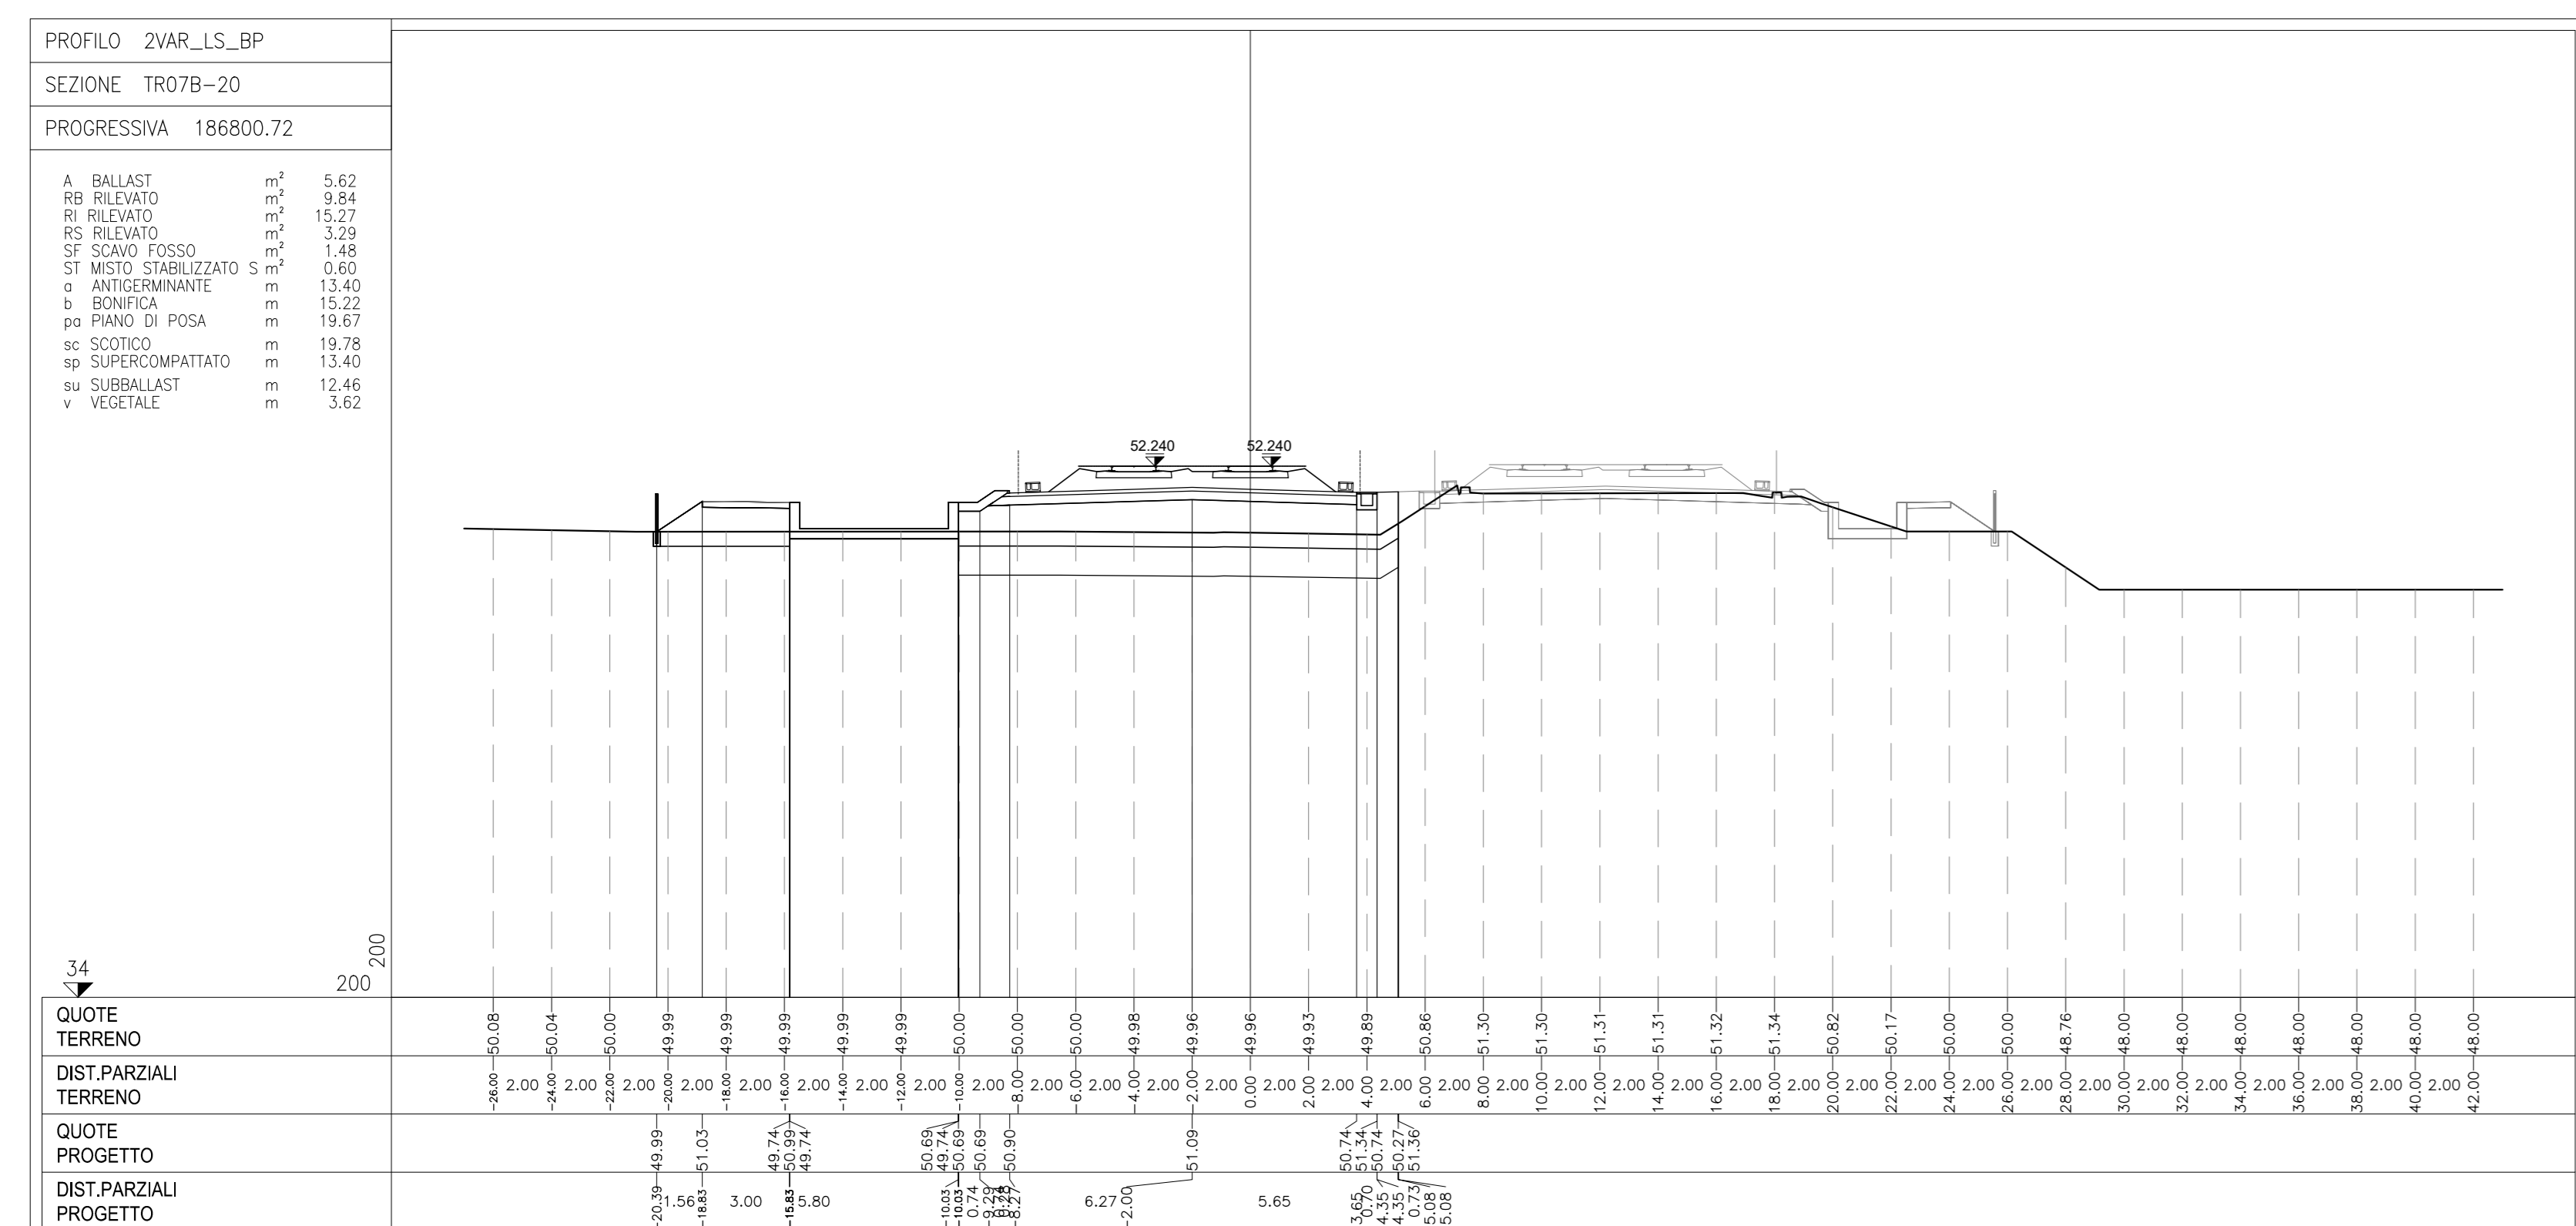 PROFILO 2VAR_LS_BP
SEZIONE TR07B-20
PROGRESSIVA 186800.72
A BALLAST m² 5.62
RB RILEVATO m² 9.84
RI RILEVATO m² 15.27
RS RILEVATO m² 3.29
SF SCAVO FOSSO m² 1.48
ST MISTO STABILIZZATO S m² 0.60
a ANTIGERMINANTE m 13.40
b BONIFICA m 15.22
pa PIANO DI POSA m 19.67
sc SCOTICO m 19.78
sp SUPERCOMPATTATO m 13.40
su SUBBALLAST m 12.46
v VEGETALE m 3.62
52.240 52.240
34 200 200
QUOTE
TERRENO
50.08 50.04 50.00 49.99 49.99 49.99 49.99 49.99 50.00 50.00 50.00 49.98 49.96 49.96 49.93 49.89 50.86 51.30 51.30 51.31 51.31 51.32 51.34 50.82 50.17 50.00 50.00 48.76 48.00 48.00 48.00 48.00 48.00 48.00 48.00
DIST.PARZIALI
TERRENO
-26.00 2.00 -24.00 2.00 -22.00 2.00 -20.00 2.00 -18.00 2.00 -16.00 2.00 -14.00 2.00 -12.00 2.00 -10.00 2.00 -8.00 2.00 -6.00 2.00 -4.00 2.00 -2.00 2.00 0.00 2.00 2.00 2.00 4.00 2.00 6.00 2.00 8.00 2.00 10.00 2.00 12.00 2.00 14.00 2.00 16.00 2.00 18.00 2.00 20.00 2.00 22.00 2.00 24.00 2.00 26.00 2.00 28.00 2.00 30.00 2.00 32.00 2.00 34.00 2.00 36.00 2.00 38.00 2.00 40.00 2.00 42.00
QUOTE
PROGETTO
49.99 51.03 49.74 50.99 49.74 50.69 49.74 50.69 50.69 50.90 51.09 50.74 51.34 50.74 50.27 51.36
DIST.PARZIALI
PROGETTO
-20.39 1.56 -18.83 3.00 -15.83 5.80 -10.03 -10.03 0.74 -9.29 -8.27 6.27 -2.00 5.65 3.65 0.70 4.35 4.35 0.73 5.08 5.08